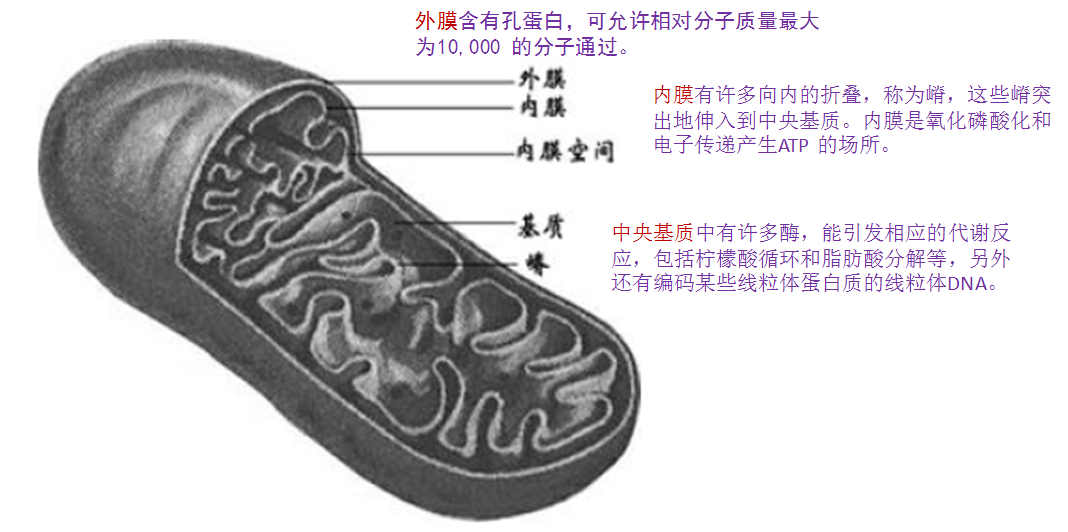 外膜含有孔蛋白，可允许相对分子质量最大
为10,000 的分子通过。
外膜
内膜
内膜空间
内膜有许多向内的折叠，称为嵴，这些嵴突
出地伸入到中央基质。内膜是氧化磷酸化和
电子传递产生ATP 的场所。
基质
嵴
中央基质中有许多酶，能引发相应的代谢反
应，包括柠檬酸循环和脂肪酸分解等，另外
还有编码某些线粒体蛋白质的线粒体DNA。